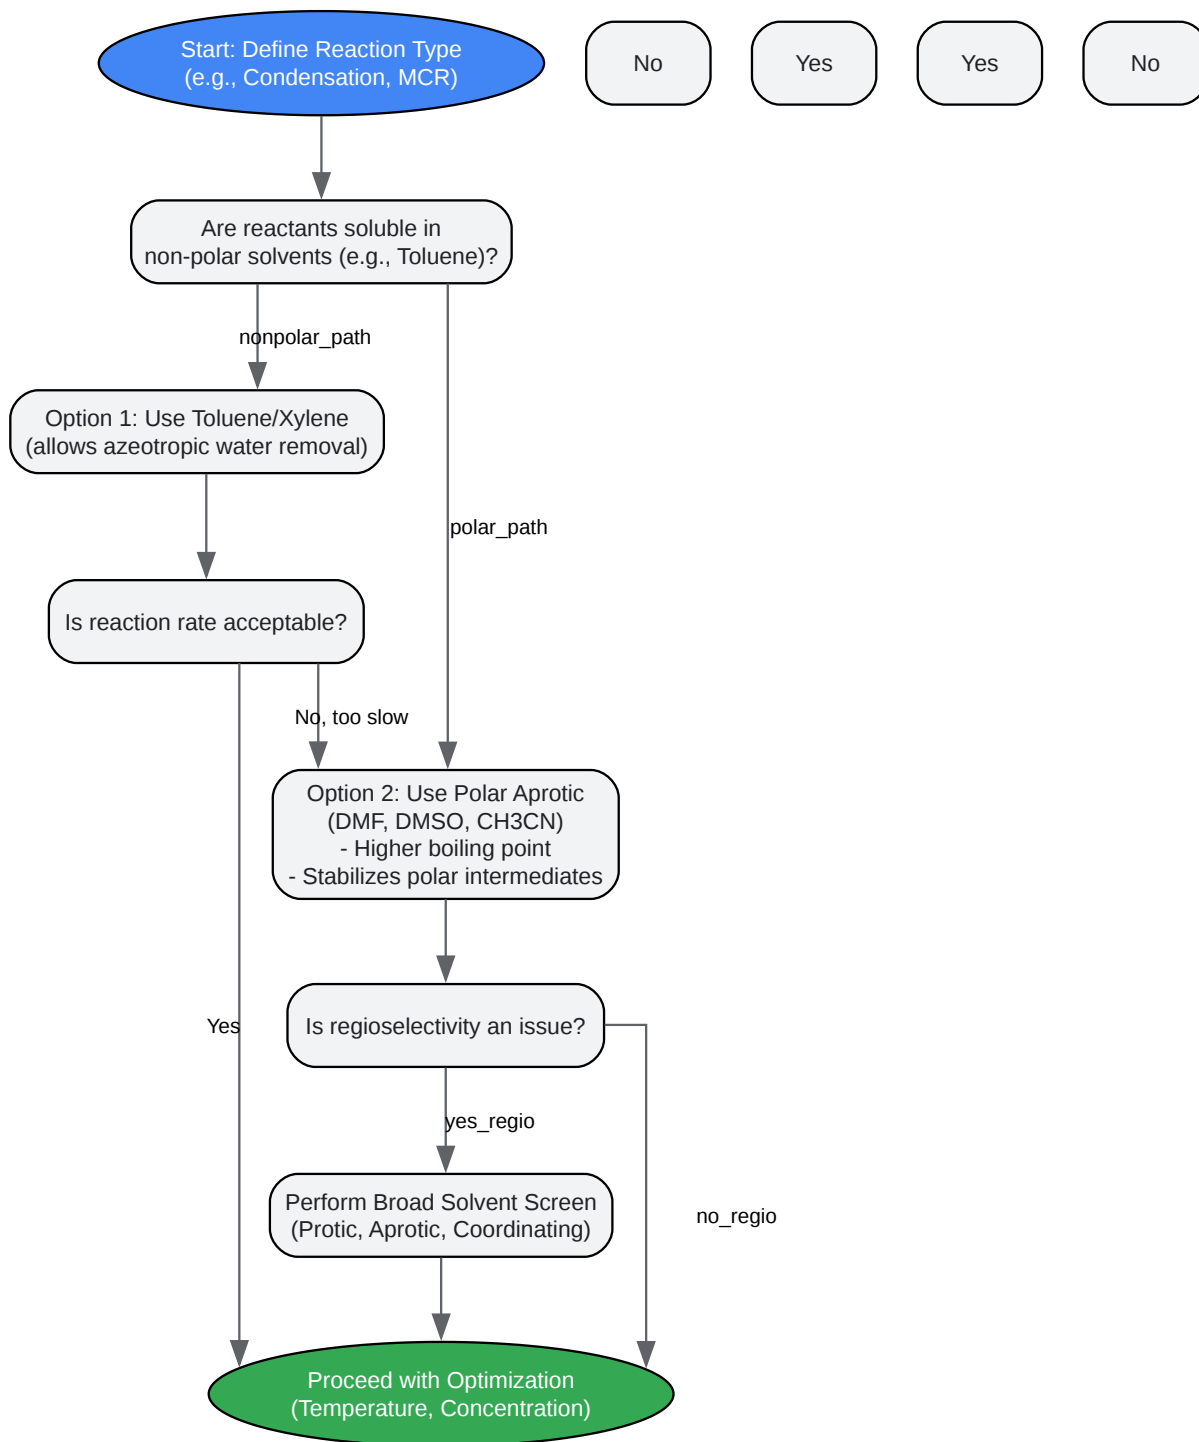 Start: Define Reaction Type
(e.g., Condensation, MCR)
No
Yes
Yes
No
Are reactants soluble in
non-polar solvents (e.g., Toluene)?
nonpolar_path
Option 1: Use Toluene/Xylene
(allows azeotropic water removal)
polar_path
Is reaction rate acceptable?
No, too slow
Option 2: Use Polar Aprotic
(DMF, DMSO, CH3CN)
- Higher boiling point
- Stabilizes polar intermediates
Yes
Is regioselectivity an issue?
yes_regio
Perform Broad Solvent Screen
(Protic, Aprotic, Coordinating)
no_regio
Proceed with Optimization
(Temperature, Concentration)